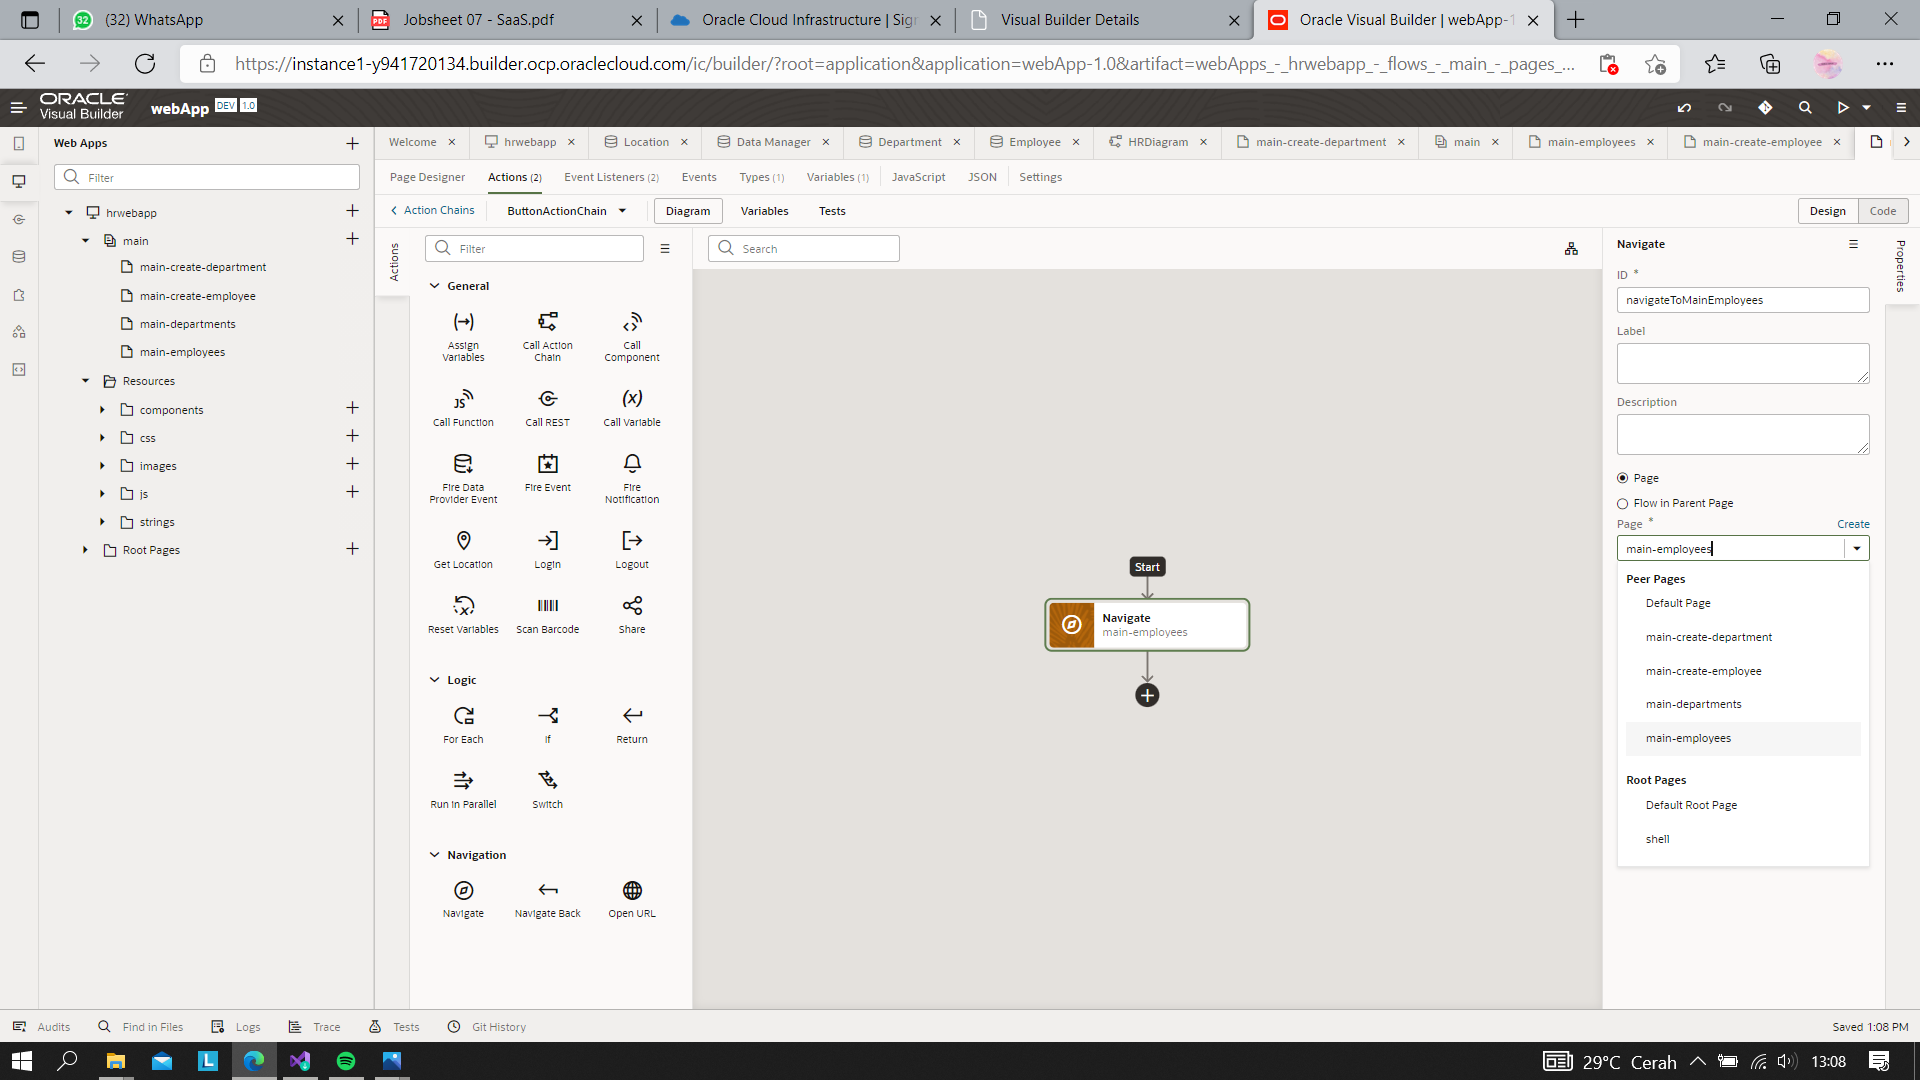 32
(32) WhatsApp
PDF
Jobsheet 07 - SaaS.pdf
Oracle Cloud Infrastructure | Sign
Visual Builder Details
Oracle Visual Builder | webApp-1
https://instance1-y941720134.builder.ocp.oraclecloud.com/ic/builder/?root=application&application=webApp-1.0&artifact=webApps_-_hrwebapp_-_flows_-_main_-_pages_...
ORACLE
Visual Builder
webApp DEV 1.0
Web Apps
Filter
hrwebapp
main
main-create-department
main-create-employee
main-departments
main-employees
Resources
components
css
images
js
strings
Root Pages
Welcome
hrwebapp
Location
Data Manager
Department
Employee
HRDiagram
main-create-department
main
main-employees
main-create-employee
Page Designer
Actions (2)
Event Listeners (2)
Events
Types (1)
Variables (1)
JavaScript
JSON
Settings
Action Chains
ButtonActionChain
Diagram
Variables
Tests
Design
Code
Actions
Filter
General
Assign Variables
Call Action Chain
Call Component
JS
Call Function
Call REST
(x)
Call Variable
Fire Data Provider Event
Fire Event
Fire Notification
Get Location
Login
Logout
Reset Variables
Scan Barcode
Share
Logic
For Each
If
Return
Run in Parallel
Switch
Navigation
Navigate
Navigate Back
Open URL
Search
Start
Navigate
main-employees
Navigate
Properties
ID *
navigateToMainEmployees
Label
Description
Page
Flow in Parent Page
Page *
Create
main-employees
Peer Pages
Default Page
main-create-department
main-create-employee
main-departments
main-employees
Root Pages
Default Root Page
shell
Audits
Find in Files
Logs
Trace
Tests
Git History
Saved 1:08 PM
L
29°C Cerah
13:08